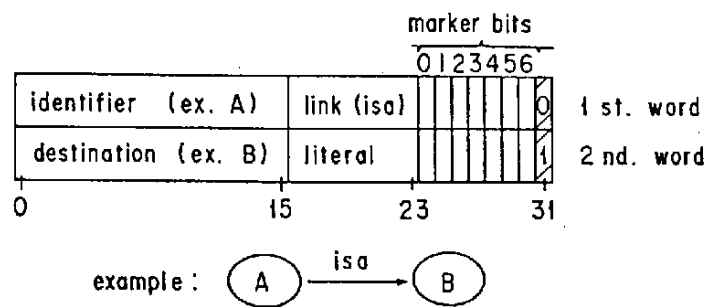 marker bits
0123456
identifier (ex. A) link (isa) 0 1 st. word
destination (ex. B) literal 1 2 nd. word
0 15 23 31
isa
example: A B